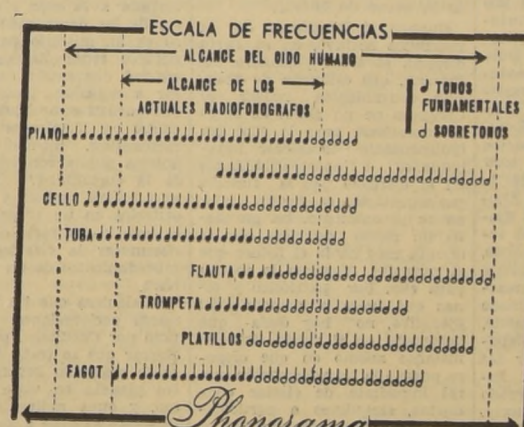 ESCALA DE FRECUENCIAS
ALCANCE DEL OIDO HUMANO
ALCANCE DE LOS
ACTUALES RADIOFONOGRAFOS
TONOS
FUNDAMENTALES
SOBRETONOS
PIANO
CELLO
TUBA
FLAUTA
TROMPETA
PLATILLOS
FAGOT
Phonorama